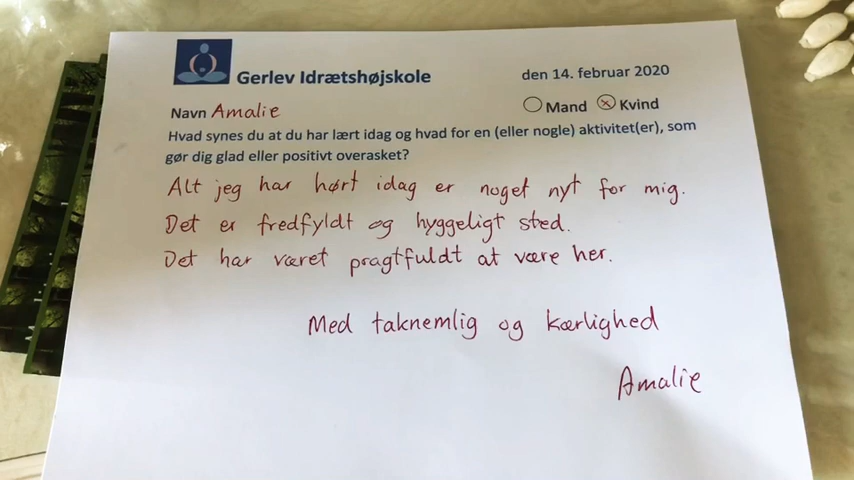 Gerlev Idrætshøjskole
den 14. februar 2020
Navn Amalie
Mand Kvind
Hvad synes du at du har lært idag og hvad for en (eller nogle) aktivitet(er), som
gør dig glad eller positivt overasket?
Alt jeg har hørt idag er noget nyt for mig.
Det er fredfyldt og hyggeligt sted.
Det har været pragtfuldt at være her.
Med taknemlig og kærlighed
Amalie